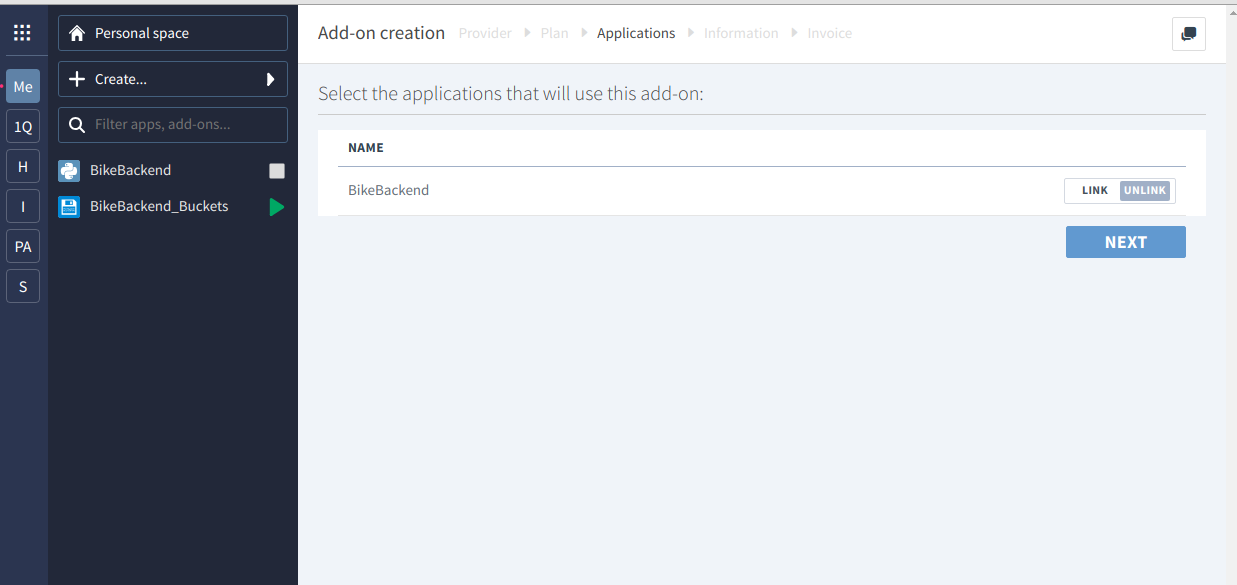 Personal space
Create...
Filter apps, add-ons...
BikeBackend
BikeBackend_Buckets
Me
1Q
H
I
PA
S
Add-on creation Provider Plan Applications Information Invoice
Select the applications that will use this add-on:
NAME
BikeBackend LINK UNLINK
NEXT